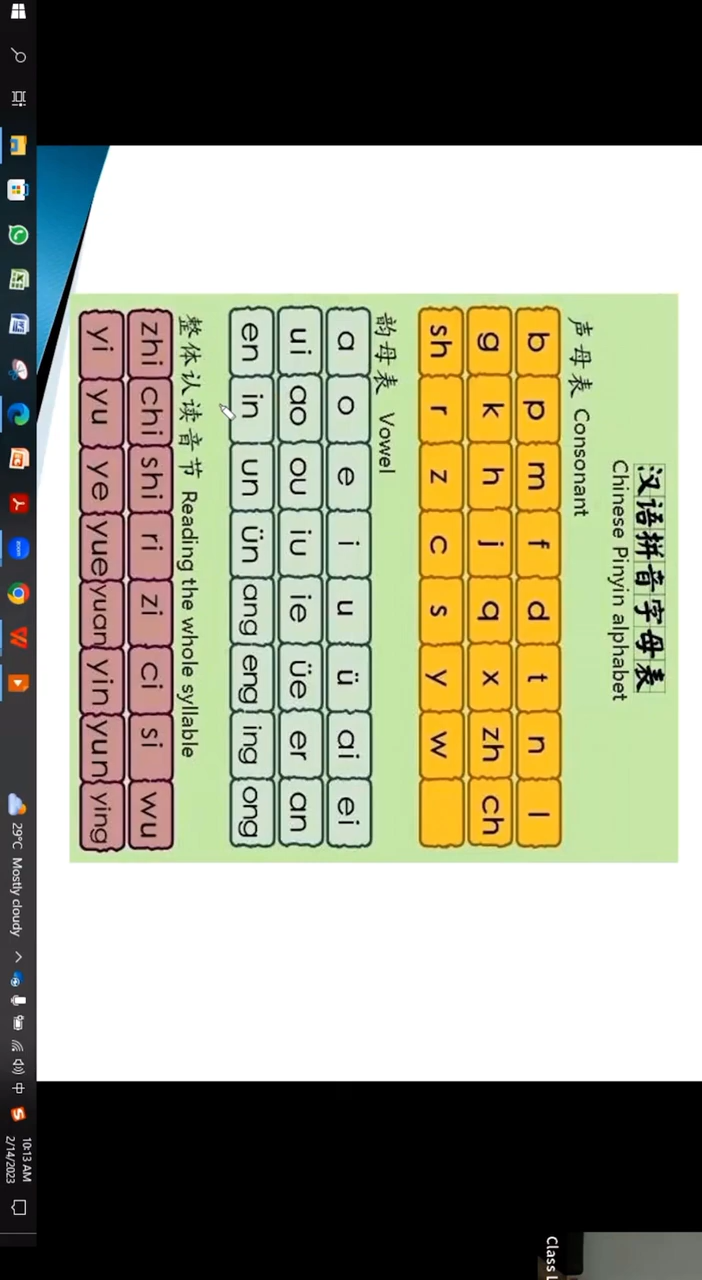 汉语拼音字母表
Chinese Pinyin alphabet
声母表 Consonant
b p m f d t n l
g k h j q x zh ch
sh r z c s y w
韵母表 Vowel
a o e i u ü ai ei
ui ao ou iu ie üe er an
en in un ün ang eng ing ong
整体认读音节 Reading the whole syllable
zhi chi shi ri zi ci si wu
yi yu ye yue yuan yin yun ying
29°C Mostly cloudy
中
10:13 AM
2/14/2023
Class